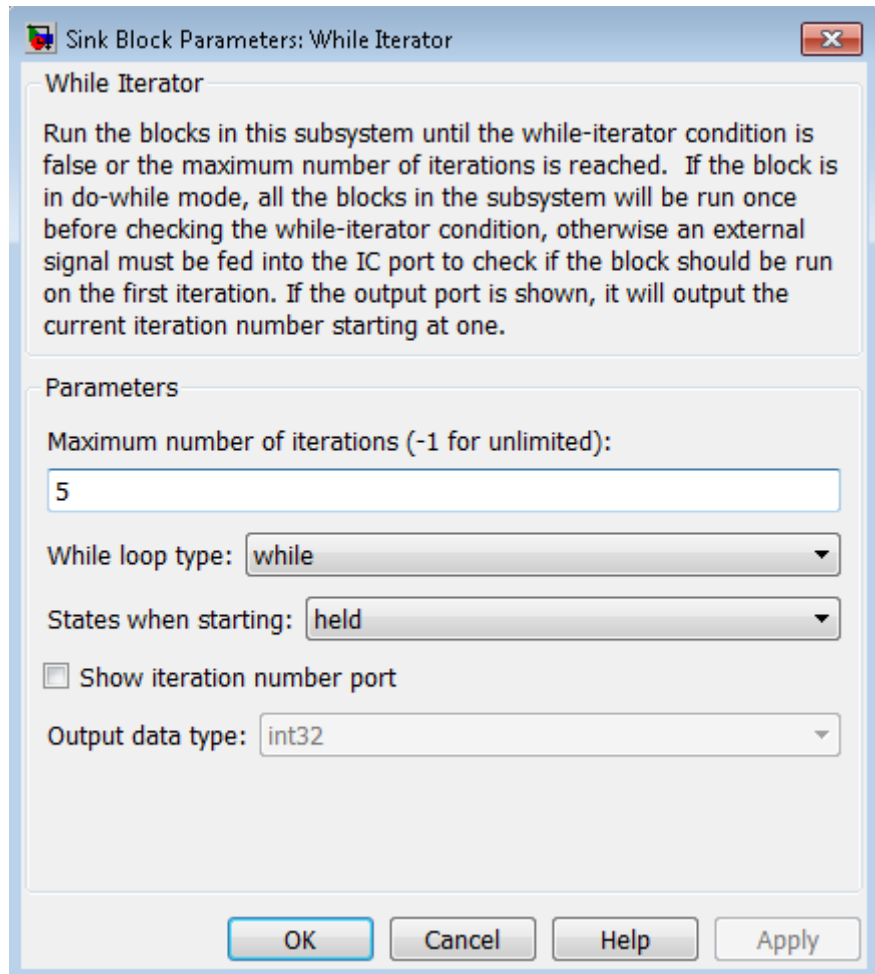 Sink Block Parameters: While Iterator
While Iterator
Run the blocks in this subsystem until the while-iterator condition is
false or the maximum number of iterations is reached.  If the block is
in do-while mode, all the blocks in the subsystem will be run once
before checking the while-iterator condition, otherwise an external
signal must be fed into the IC port to check if the block should be run
on the first iteration. If the output port is shown, it will output the
current iteration number starting at one.
Parameters
Maximum number of iterations (-1 for unlimited):
5
While loop type: while
States when starting: held
Show iteration number port
Output data type: int32
OK Cancel Help Apply